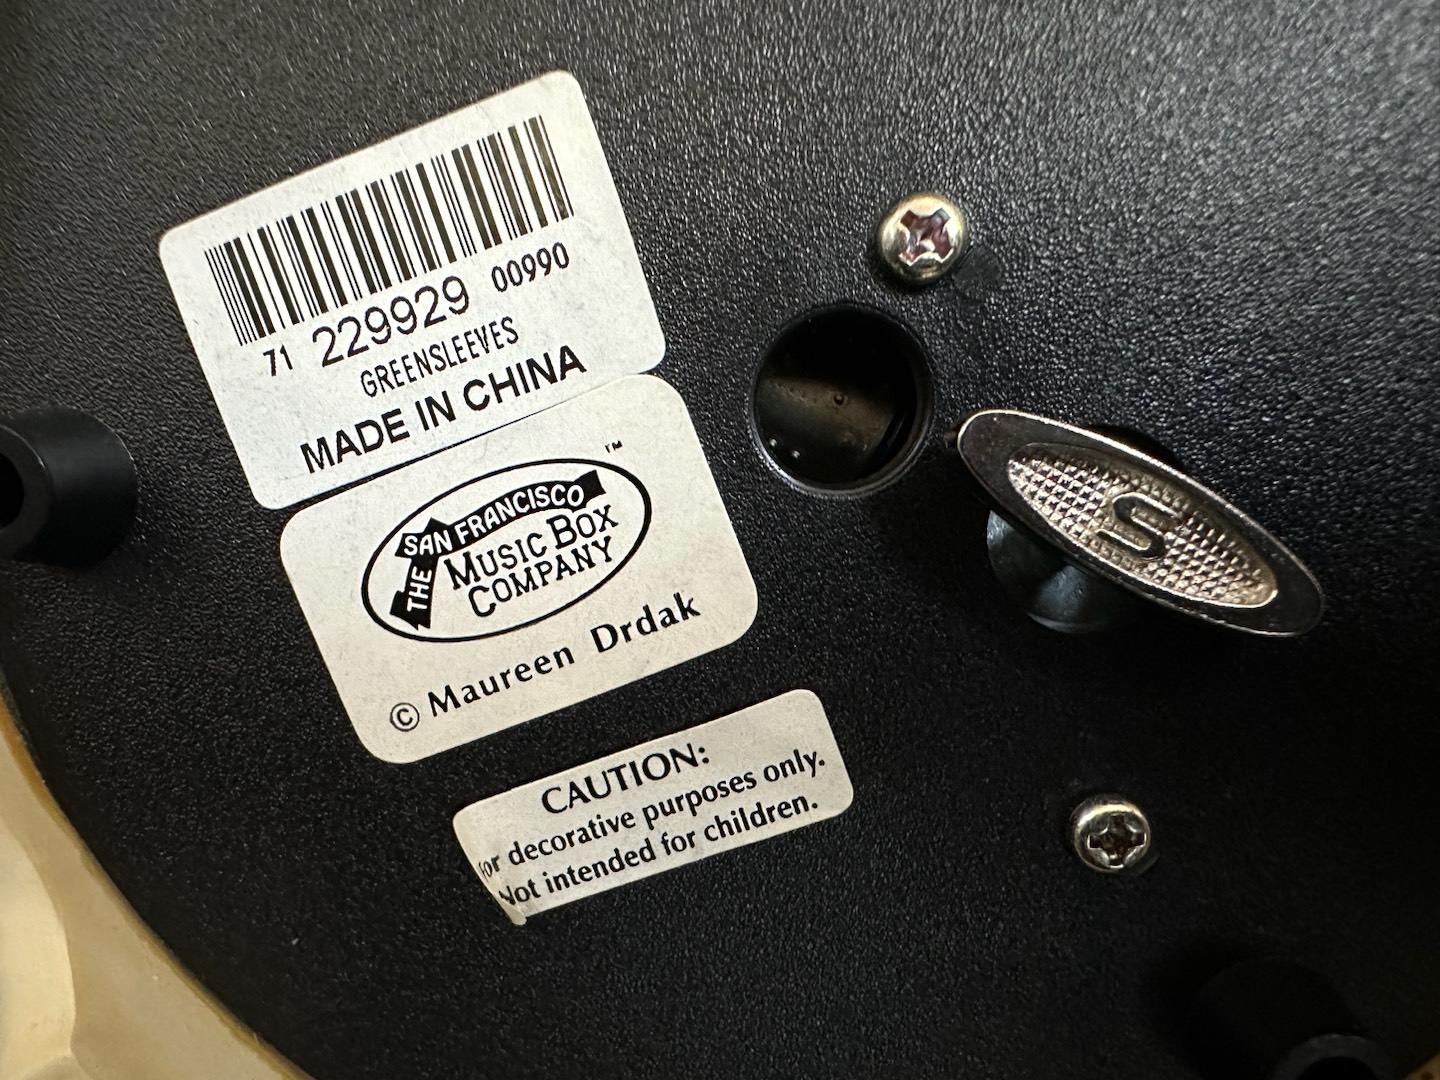 71 229929 00990
GREENSLEEVES
MADE IN CHINA
THE SAN FRANCISCO ™
MUSIC BOX
COMPANY
© Maureen Drdak
CAUTION:
For decorative purposes only.
Not intended for children.
S